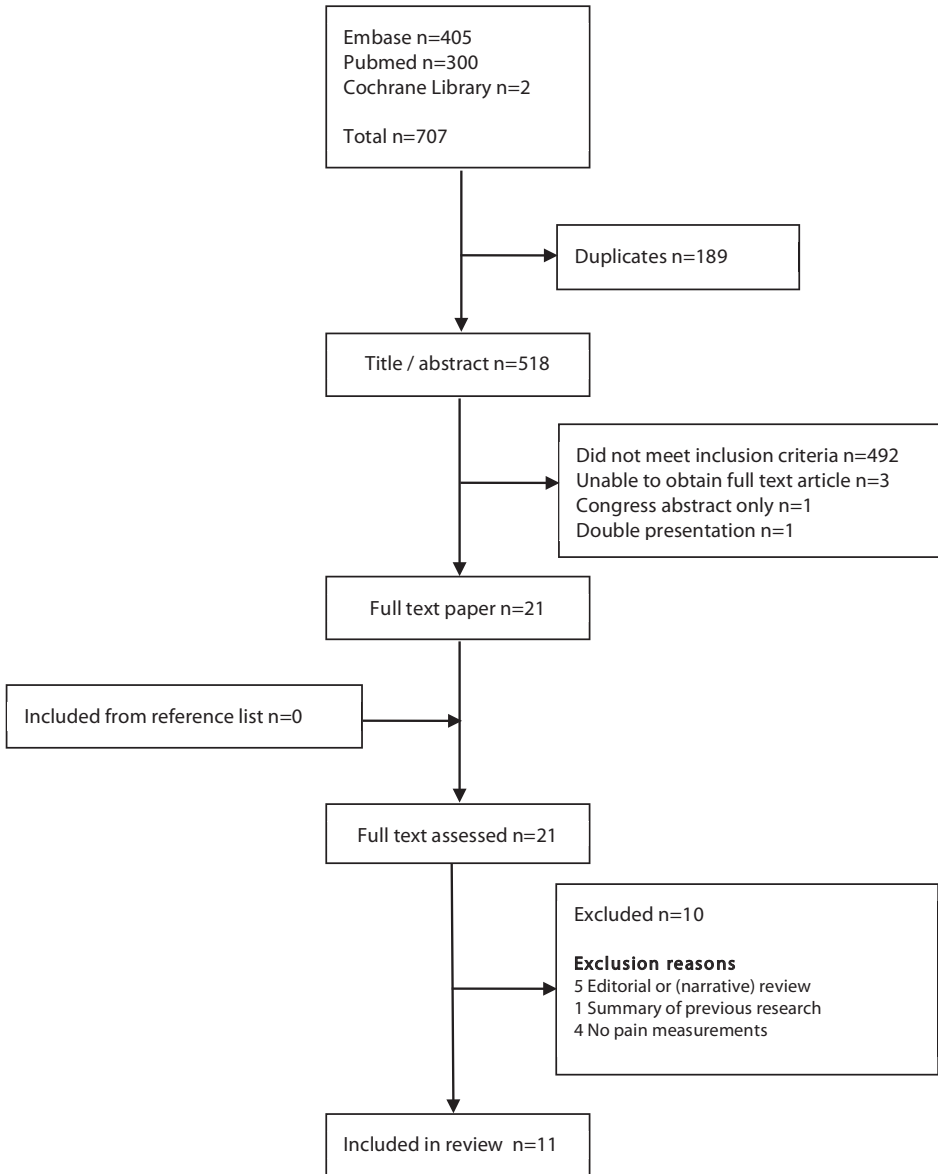 Embase n=405
Pubmed n=300
Cochrane Library n=2
Total n=707
Duplicates n=189
Title / abstract n=518
Did not meet inclusion criteria n=492
Unable to obtain full text article n=3
Congress abstract only n=1
Double presentation n=1
Full text paper n=21
Included from reference list n=0
Full text assessed n=21
Excluded n=10
Exclusion reasons
5 Editorial or (narrative) review
1 Summary of previous research
4 No pain measurements
Included in review n=11